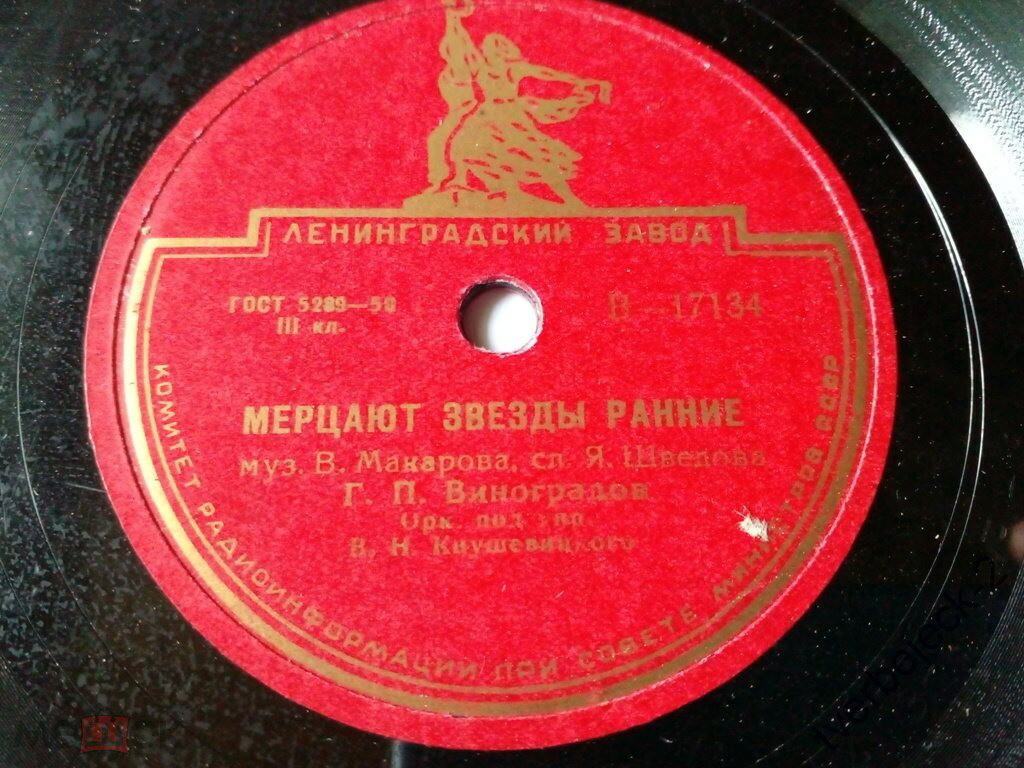 ЛЕНИНГРАДСКИЙ ЗАВОД
ГОСТ 5289—50
III кл.
В—17134
МЕРЦАЮТ ЗВЕЗДЫ РАННИЕ
муз. В. Макарова, сл. Я. Шведова
Г. П. Виноградов
Орк. под упр.
В. Н. Кнушевицкого
КОМИТЕТ РАДИОИНФОРМАЦИИ ПРИ СОВЕТЕ МИНИСТРОВ СССР